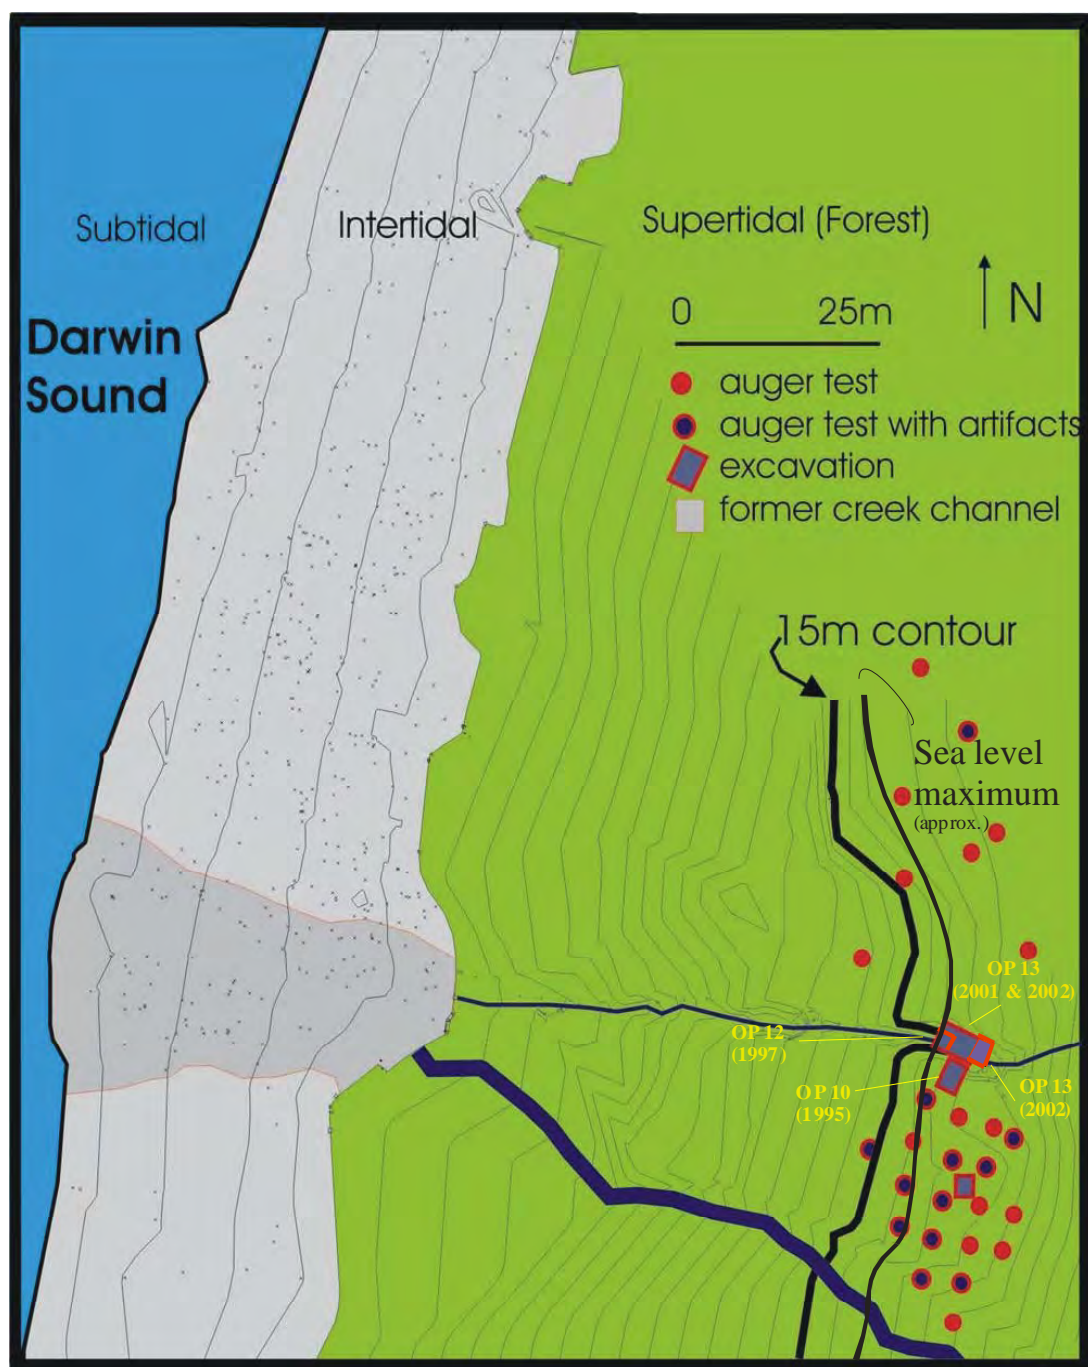 Subtidal
Intertidal
Supertidal (Forest)
Darwin
Sound
0 25m
N
auger test
auger test with artifacts
excavation
former creek channel
15m contour
Sea level
maximum
(approx.)
OP 13
(2001 & 2002)
OP 12
(1997)
OP 10
(1995)
OP 13
(2002)